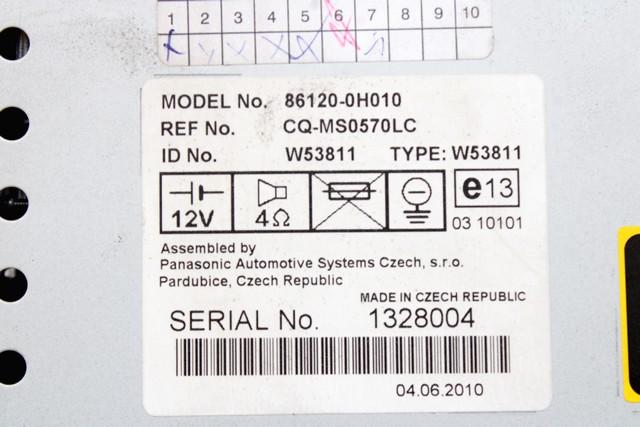 1 2 3 4 5 6 7 8 9 10
MODEL No. 86120-0H010
REF No. CQ-MS0570LC
ID No. W53811 TYPE: W53811
12V 4Ω e13
03 10101
Assembled by
Panasonic Automotive Systems Czech, s.r.o.
Pardubice, Czech Republic
MADE IN CZECH REPUBLIC
SERIAL No. 1328004
04.06.2010